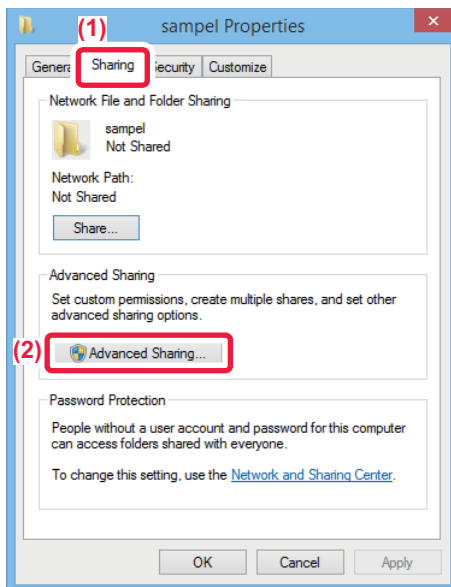 (1)
sampel Properties
General Sharing Security Customize
Network File and Folder Sharing
sampel
Not Shared
Network Path:
Not Shared
Share...
Advanced Sharing
Set custom permissions, create multiple shares, and set other
advanced sharing options.
(2)
Advanced Sharing...
Password Protection
People without a user account and password for this computer
can access folders shared with everyone.
To change this setting, use the Network and Sharing Center.
OK Cancel Apply